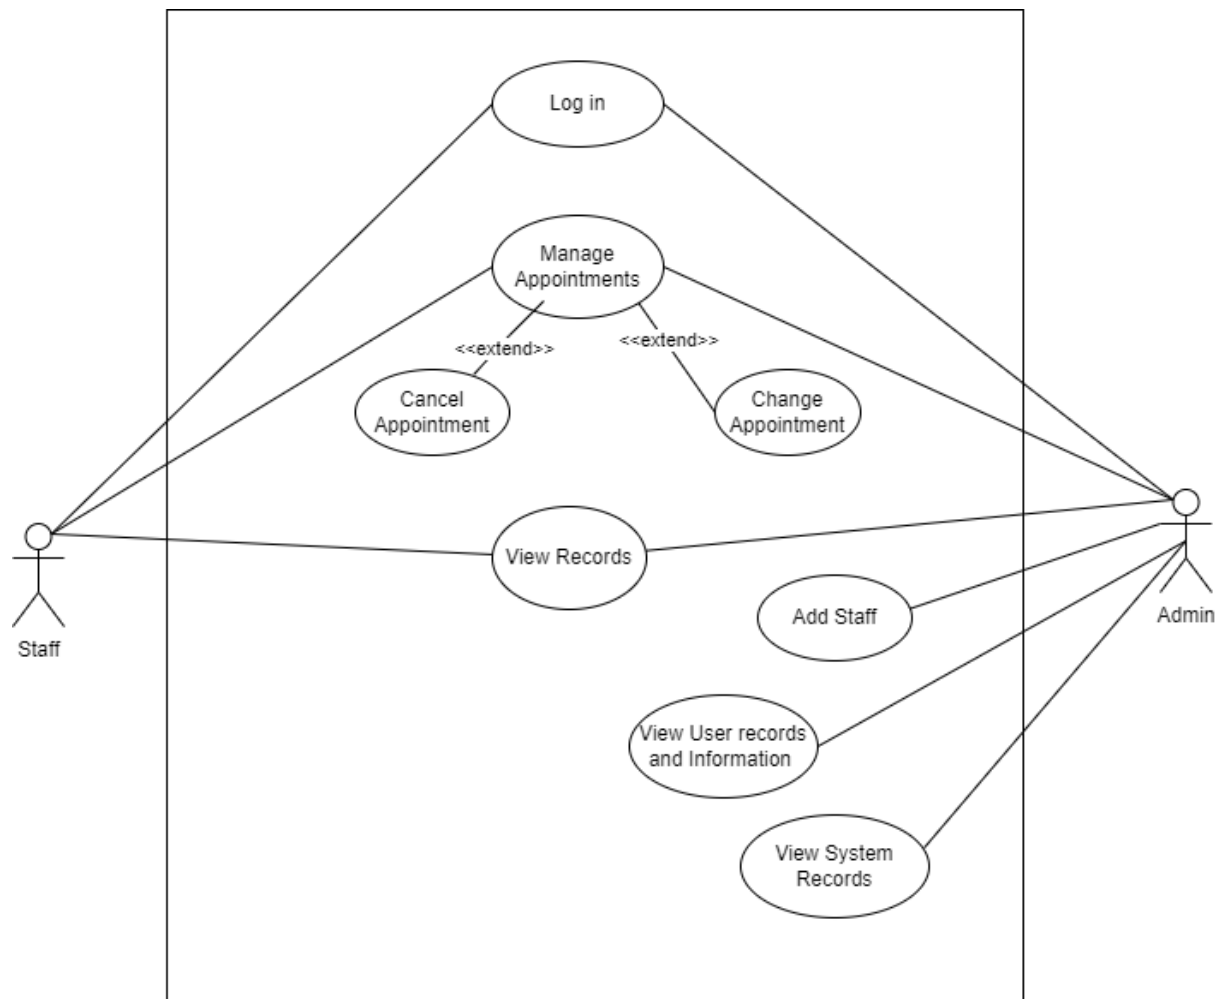 Log in
Manage
Appointments
<<extend>>
<<extend>>
Cancel
Appointment
Change
Appointment
View Records
Staff
Add Staff
Admin
View User records
and Information
View System
Records